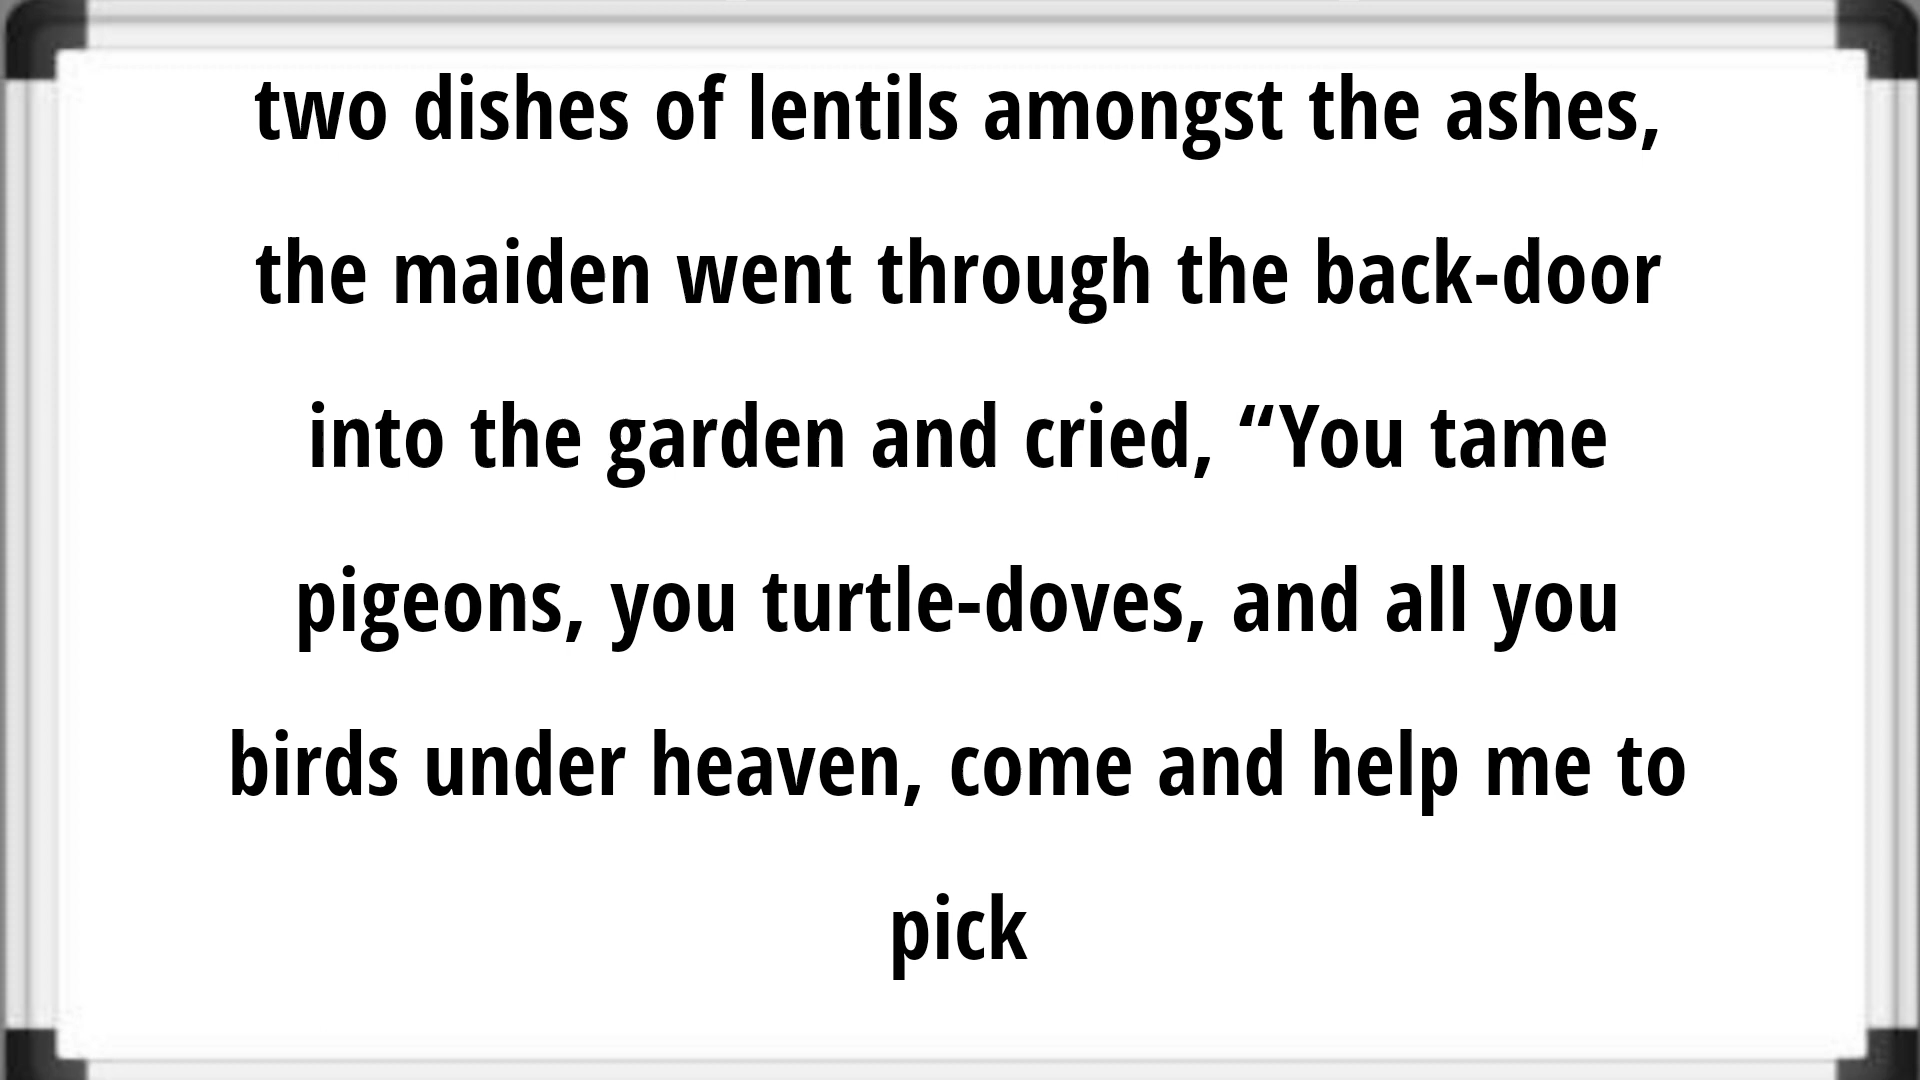 two dishes of lentils amongst the ashes,
the maiden went through the back-door
into the garden and cried, “You tame
pigeons, you turtle-doves, and all you
birds under heaven, come and help me to
pick